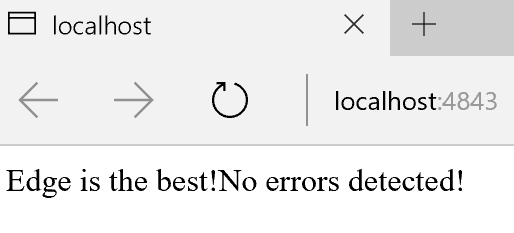 localhost
localhost:4843
Edge is the best!No errors detected!